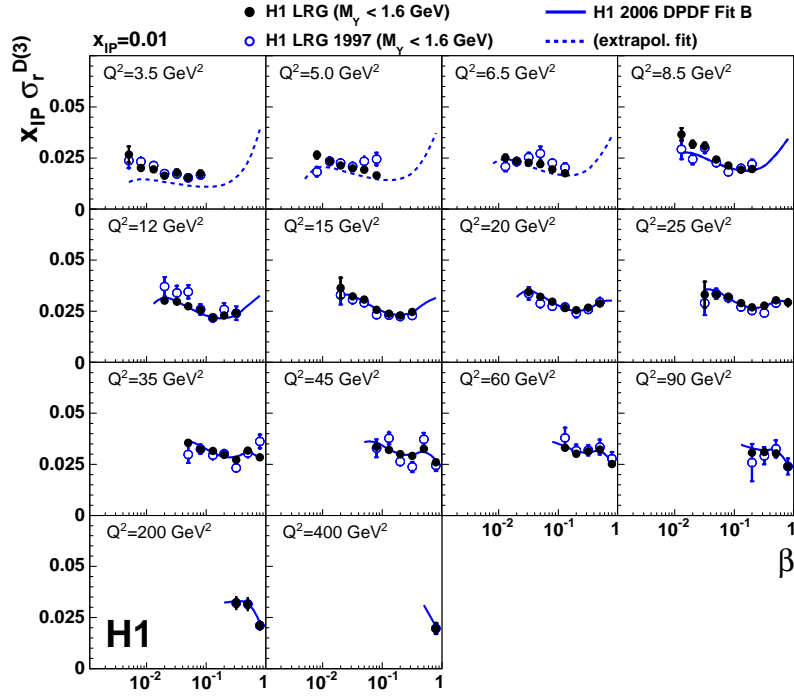 H1 LRG (M_Y < 1.6 GeV) H1 2006 DPDF Fit B
x_IP=0.01 H1 LRG 1997 (M_Y < 1.6 GeV) (extrapol. fit)
x_IP σ_r^D(3)
Q²=3.5 GeV² Q²=5.0 GeV² Q²=6.5 GeV² Q²=8.5 GeV²
0.05
0.025
0
Q²=12 GeV² Q²=15 GeV² Q²=20 GeV² Q²=25 GeV²
0.05
0.025
0
Q²=35 GeV² Q²=45 GeV² Q²=60 GeV² Q²=90 GeV²
0.05
0.025
0
10⁻² 10⁻¹ 1 10⁻² 10⁻¹ 1
Q²=200 GeV² Q²=400 GeV²
β
0.05
0.025
H1
0
10⁻² 10⁻¹ 1 10⁻² 10⁻¹ 1